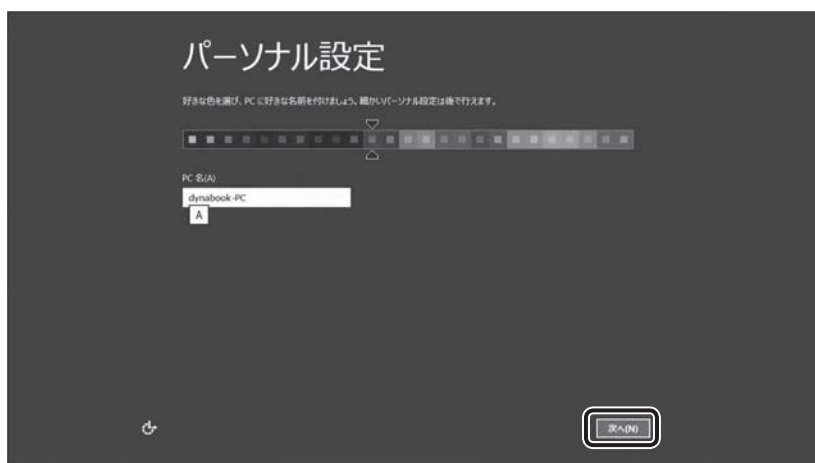 パーソナル設定
好きな色を選び、PC に好きな名前を付けましょう。細かいパーソナル設定は後で行えます。
PC 名(A)
dynabook-PC
A
次へ(N)